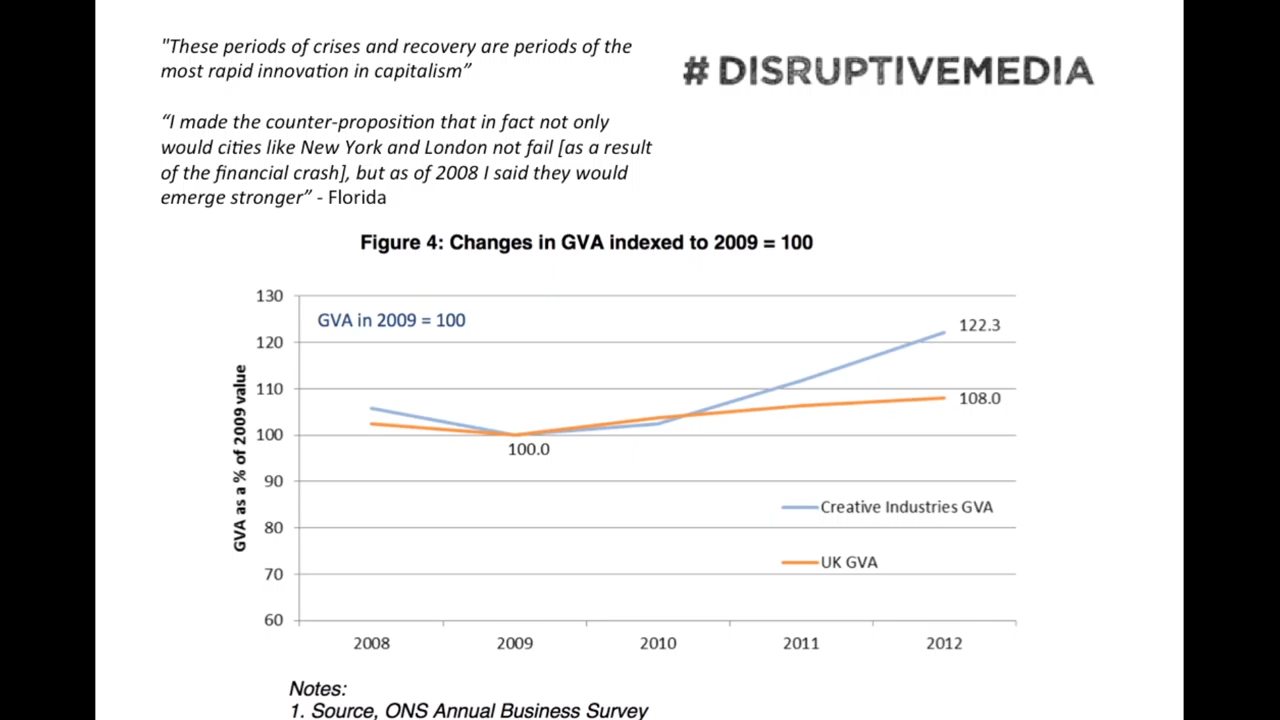 "These periods of crises and recovery are periods of the
most rapid innovation in capitalism”
# DISRUPTIVEMEDIA
“I made the counter-proposition that in fact not only
would cities like New York and London not fail [as a result
of the financial crash], but as of 2008 I said they would
emerge stronger” - Florida
Figure 4: Changes in GVA indexed to 2009 = 100
GVA in 2009 = 100
GVA as a % of 2009 value
130
120
110
100
90
80
70
60
122.3
108.0
100.0
Creative Industries GVA
UK GVA
2008
2009
2010
2011
2012
Notes:
1. Source, ONS Annual Business Survey